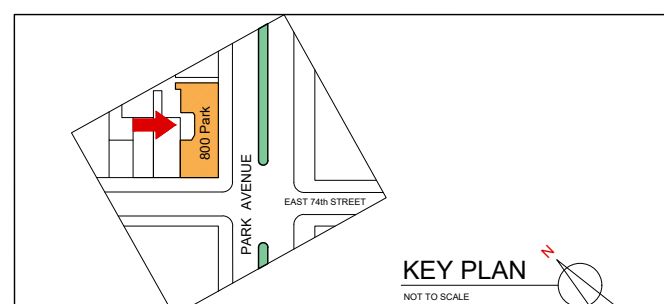 800 Park
PARK AVENUE
EAST 74th STREET
N
KEY PLAN
NOT TO SCALE